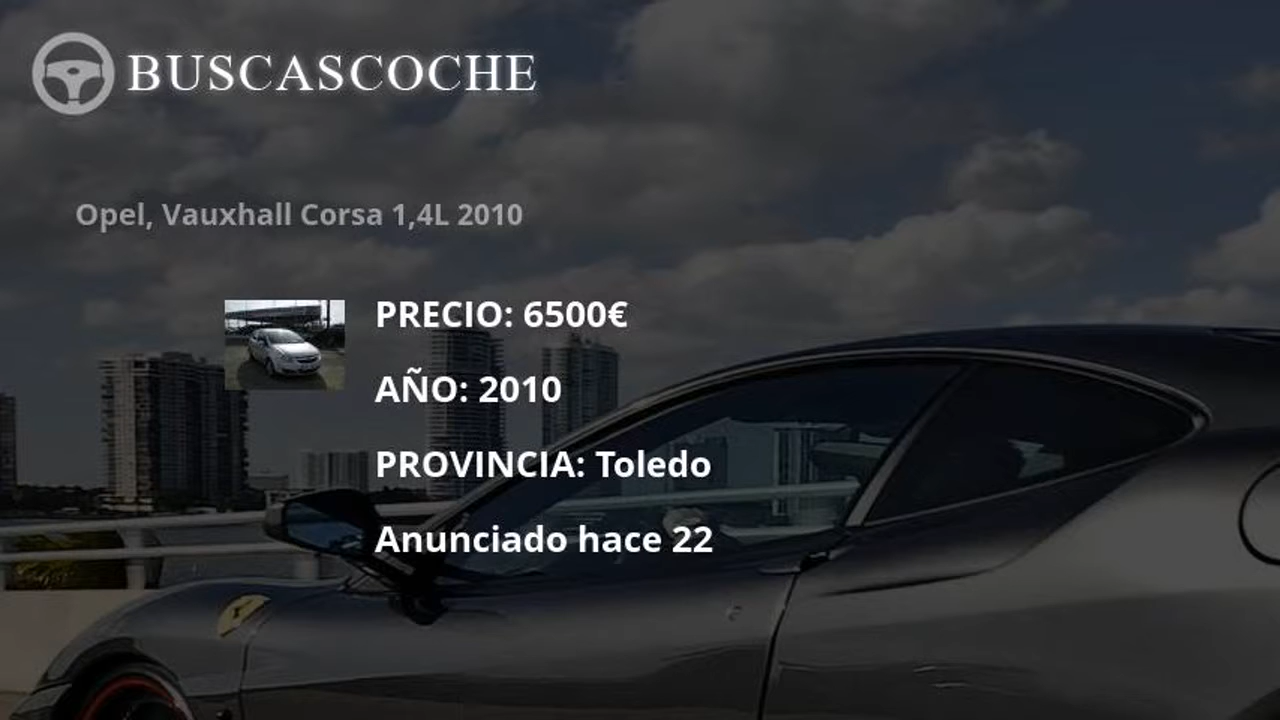 BUSCASCOCHE
Opel, Vauxhall Corsa 1,4L 2010
PRECIO: 6500€
AÑO: 2010
PROVINCIA: Toledo
Anunciado hace 22